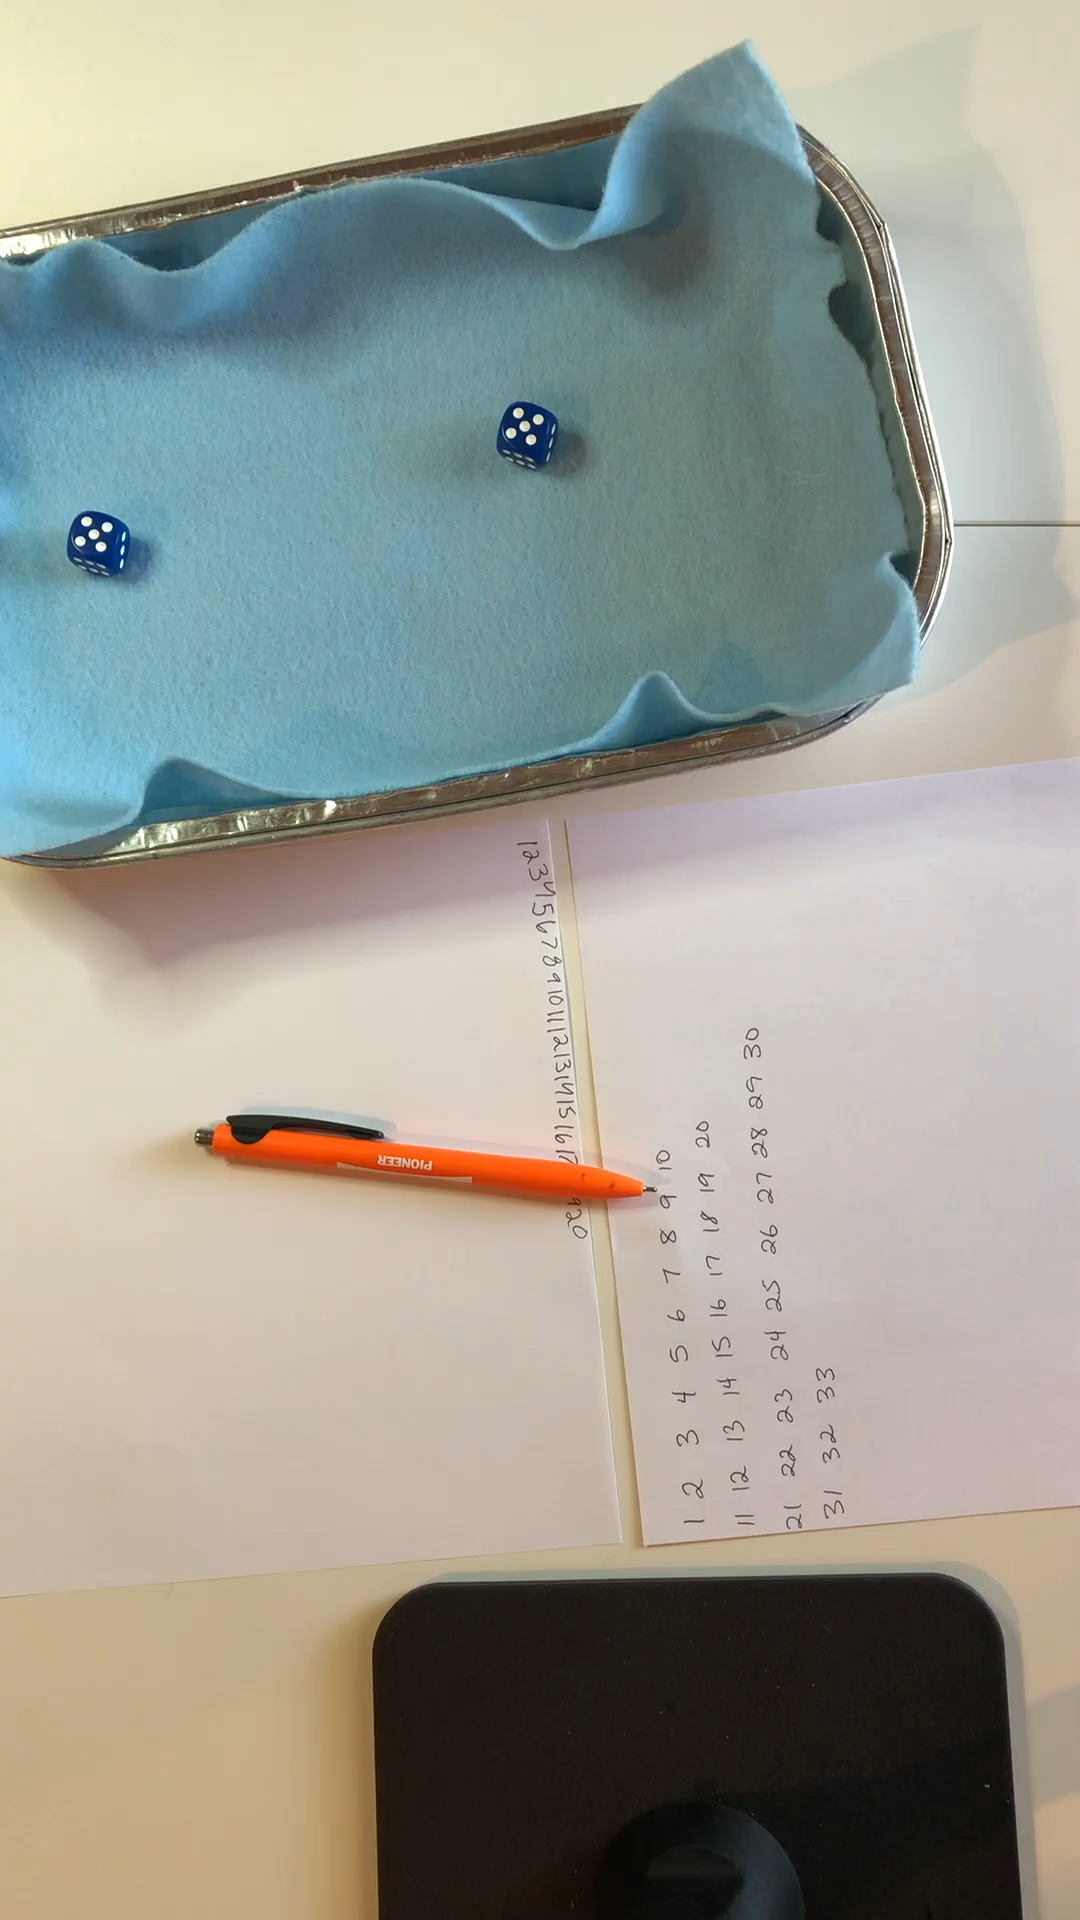 1 2 3 4 5 6 7 8 9 10 11 12 13 14 15 16 17 920
PIONEER
1 2 3 4 5 6 7 8 9 10
11 12 13 14 15 16 17 18 19 20
21 22 23 24 25 26 27 28 29 30
31 32 33